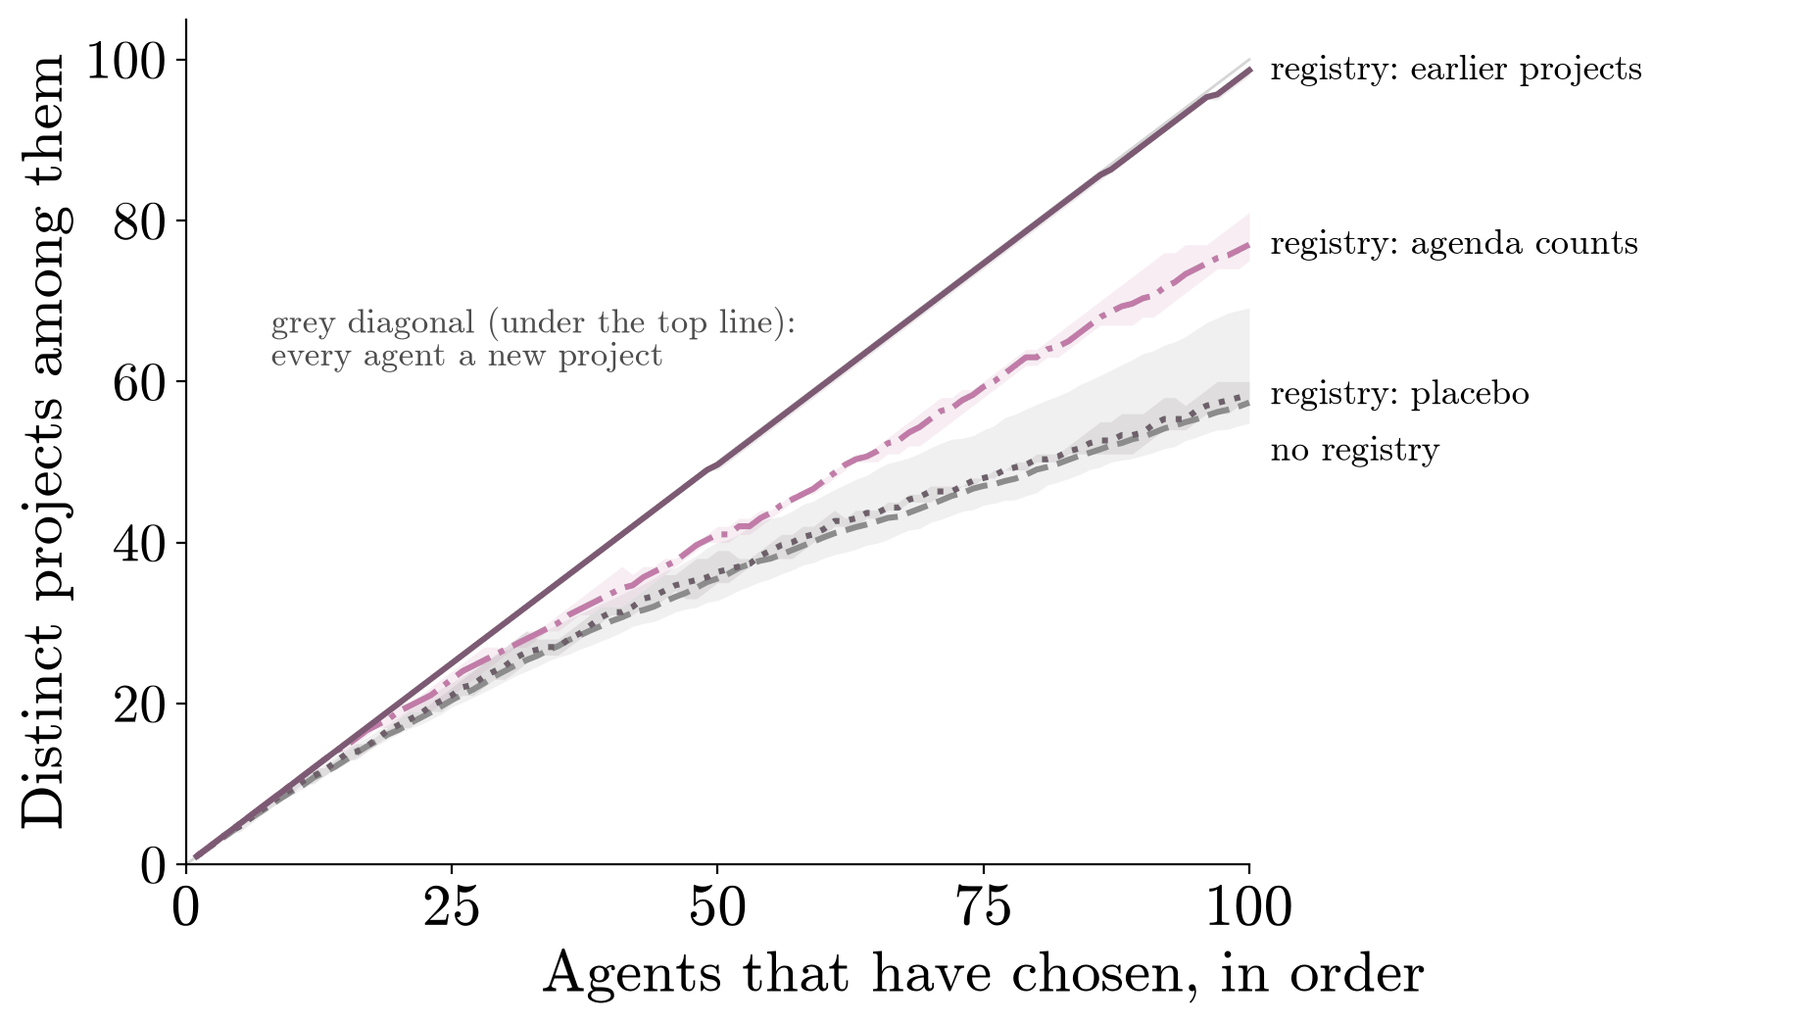 Distinct projects among them
100
80
60
40
20
0
0
25
50
75
100
Agents that have chosen, in order
grey diagonal (under the top line):
every agent a new project
registry: earlier projects
registry: agenda counts
registry: placebo
no registry